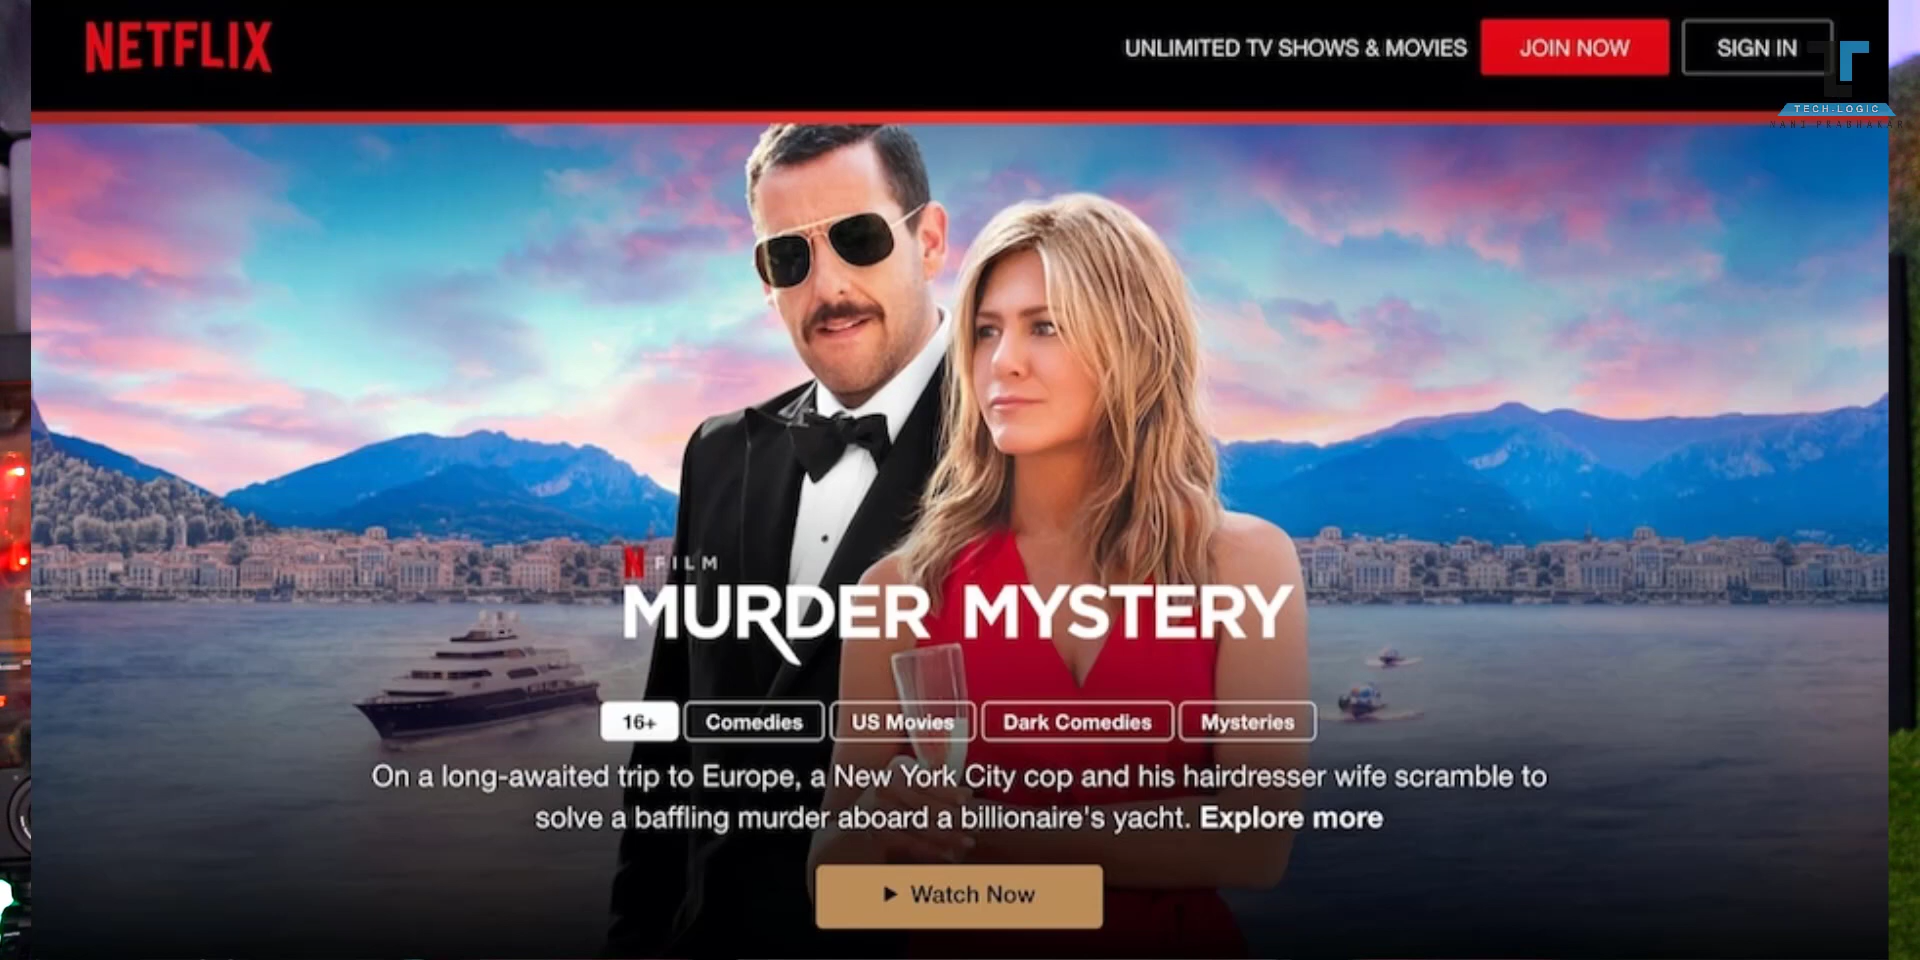 NETFLIX
UNLIMITED TV SHOWS & MOVIES
JOIN NOW
SIGN IN
TECH-LOGIC
NANI PRABHAKAR
N FILM
MURDER MYSTERY
16+
Comedies
US Movies
Dark Comedies
Mysteries
On a long-awaited trip to Europe, a New York City cop and his hairdresser wife scramble to
solve a baffling murder aboard a billionaire's yacht. Explore more
Watch Now